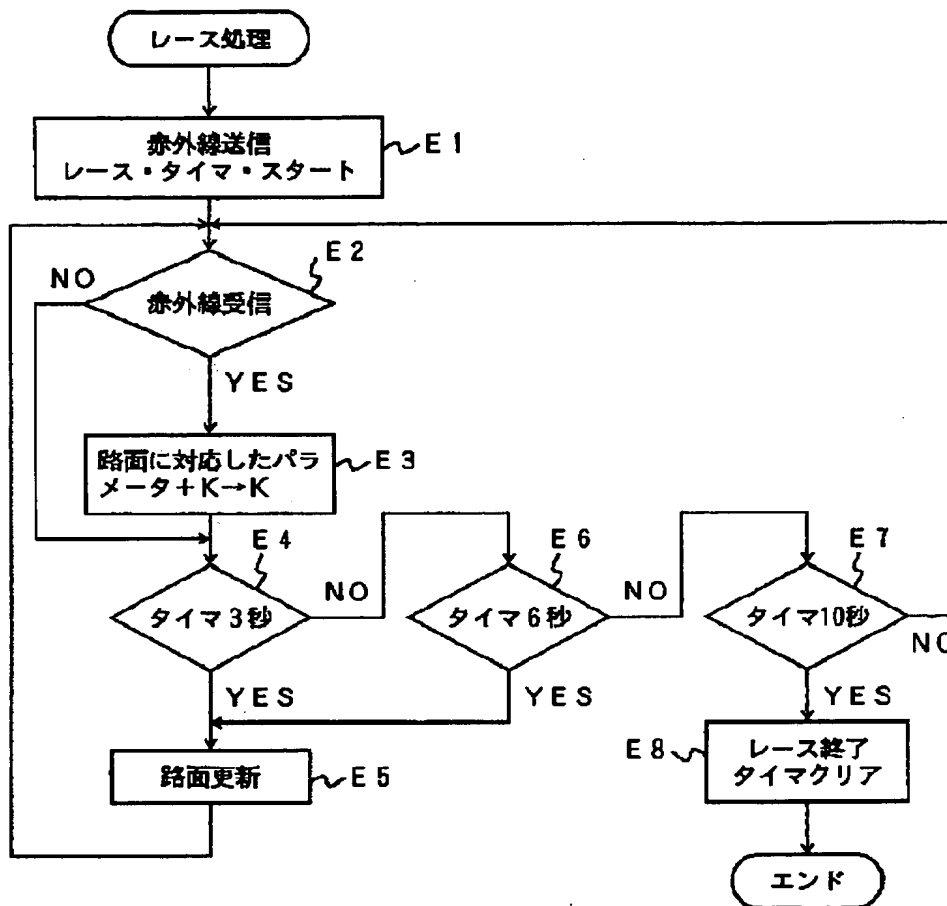 レース処理
赤外線送信
レース・タイマ・スタート
E1
E2
NO
赤外線受信
YES
路面に対応したパラ
メータ+K→K
E3
E4
タイマ3秒
NO
YES
E6
タイマ6秒
NO
YES
E7
タイマ10秒
NO
YES
路面更新
E5
E8
レース終了
タイマクリア
エンド